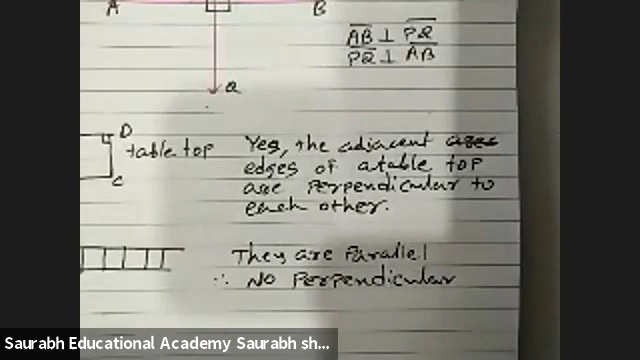 A B
AB ⊥ PQ
PQ ⊥ AB
Q
D
table top
C
Yes, the adjacent
edges of a table top
are perpendicular to
each other.
They are Parallel
∴ No perpendicular
Saurabh Educational Academy Saurabh sh...